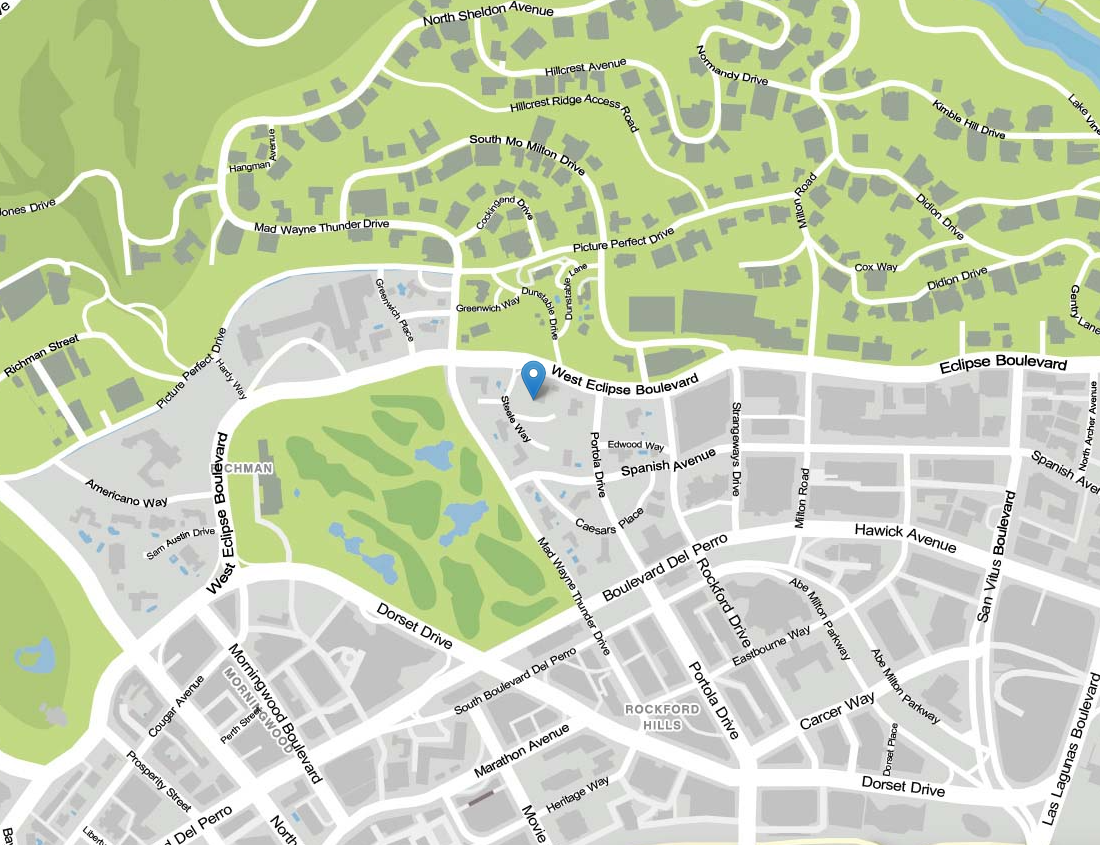 North Sheldon Avenue
Hillcrest Avenue
Normandy Drive
Hillcrest Ridge Access Road
Kimble Hill Drive
Lake Vine
Hangman Avenue
South Mo Milton Drive
Jones Drive
Cockingend Drive
Milton Road
Didion Drive
Mad Wayne Thunder Drive
Picture Perfect Drive
Cox Way
Didion Drive
Greenwich Place
Greenwich Way
Dunstable Drive
Dunstable Lane
Gentry Lane
Richman Street
Picture Perfect Drive
Hardy Way
West Eclipse Boulevard
Eclipse Boulevard
Steele Way
Portola Drive
Edwood Way
Spanish Avenue
Strangeways Drive
Milton Road
North Archer Avenue
Spanish Aven
RICHMAN
West Eclipse Boulevard
Americano Way
Sam Austin Drive
Caesars Place
Mad Wayne Thunder Drive
Boulevard Del Perro
Hawick Avenue
San Vitus Boulevard
Rockford Drive
Abe Milton Parkway
Eastbourne Way
Abe Milton Parkway
Dorset Drive
South Boulevard Del Perro
Portola Drive
Carcer Way
Morningwood Boulevard
MORNINGWOOD
Cougar Avenue
Perth Street
ROCKFORD
HILLS
Dorset Place
Marathon Avenue
Las Lagunas Boulevard
Prosperity Street
Heritage Way
Dorset Drive
Movie
Liberty
d Del Perro
North
Ba